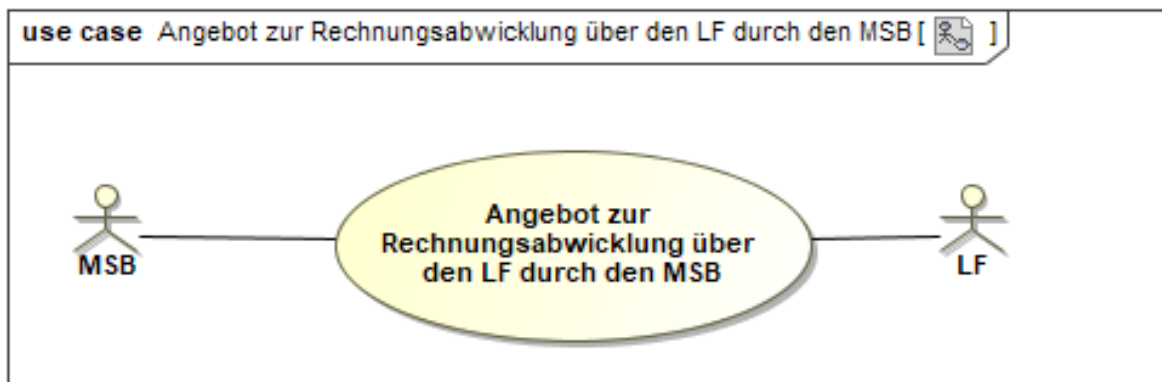 use case Angebot zur Rechnungsabwicklung über den LF durch den MSB [ ]
Angebot zur
Rechnungsabwicklung über
den LF durch den MSB
MSB
LF